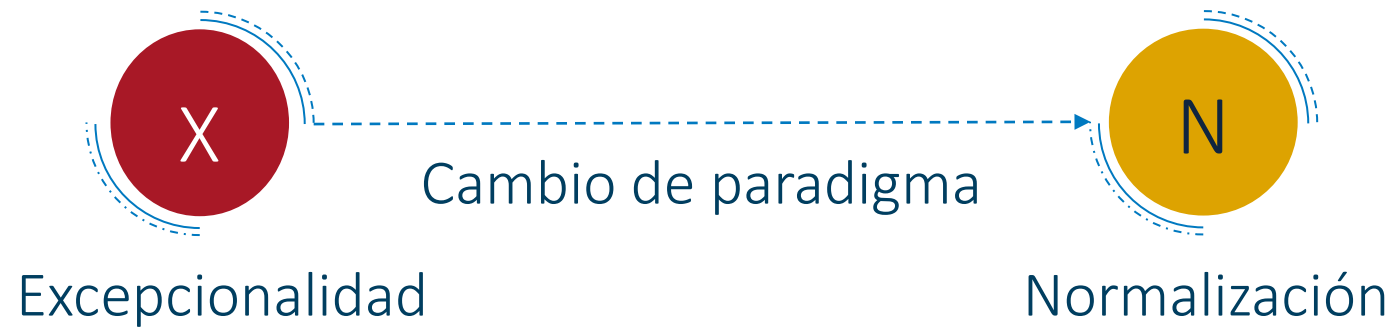 X
N
Cambio de paradigma
Excepcionalidad
Normalización